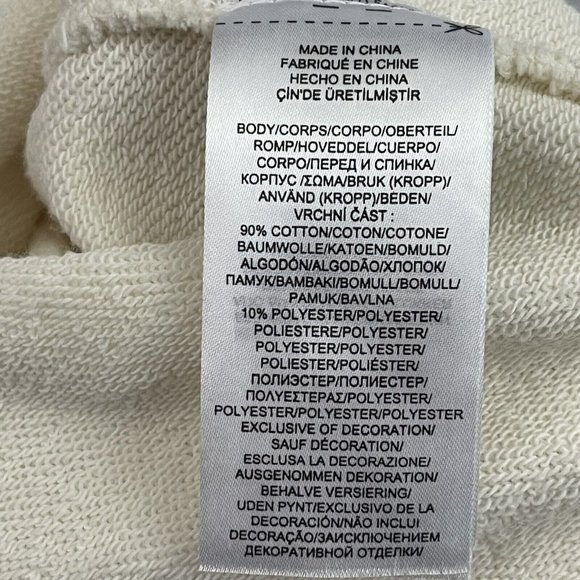 MADE IN CHINA
FABRIQUÉ EN CHINE
HECHO EN CHINA
ÇİN'DE ÜRETİLMİŞTİR
BODY/CORPS/CORPO/OBERTEIL/
ROMP/HOVEDDEL/CUERPO/
CORPO/ПЕРЕД И СПИНКА/
КОРПУС /ΣΩΜΑ/BRUK (KROPP)/
ANVÄND (KROPP)/BEDEN/
VRCHNÍ ČÁST :
90% COTTON/COTON/COTONE/
BAUMWOLLE/KATOEN/BOMULD/
ALGODÓN/ALGODÃO/ХЛОПОК/
ПАМУК/ΒΑΜΒΑΚΙ/BOMULL/BOMULL/
PAMUK/BAVLNA
10% POLYESTER/POLYESTER/
POLIESTERE/POLYESTER/
POLYESTER/POLYESTER/
POLIÉSTER/POLIÉSTER/
ПОЛИЭСТЕР/ПОЛИЕСТЕР/
ΠΟΛΥΕΣΤΕΡΑΣ/POLYESTER/
POLYESTER/POLYESTER/POLYESTER
EXCLUSIVE OF DECORATION/
SAUF DÉCORATION/
ESCLUSA LA DECORAZIONE/
AUSGENOMMEN DEKORATION/
BEHALVE VERSIERING/
UDEN PYNT/EXCLUSIVO DE LA
DECORACIÓN/NÃO INCLUI
DECORAÇÃO/ЗАИСКЛЮЧЕНИЕМ
ДЕКОРАТИВНОЙ ОТДЕЛКИ/